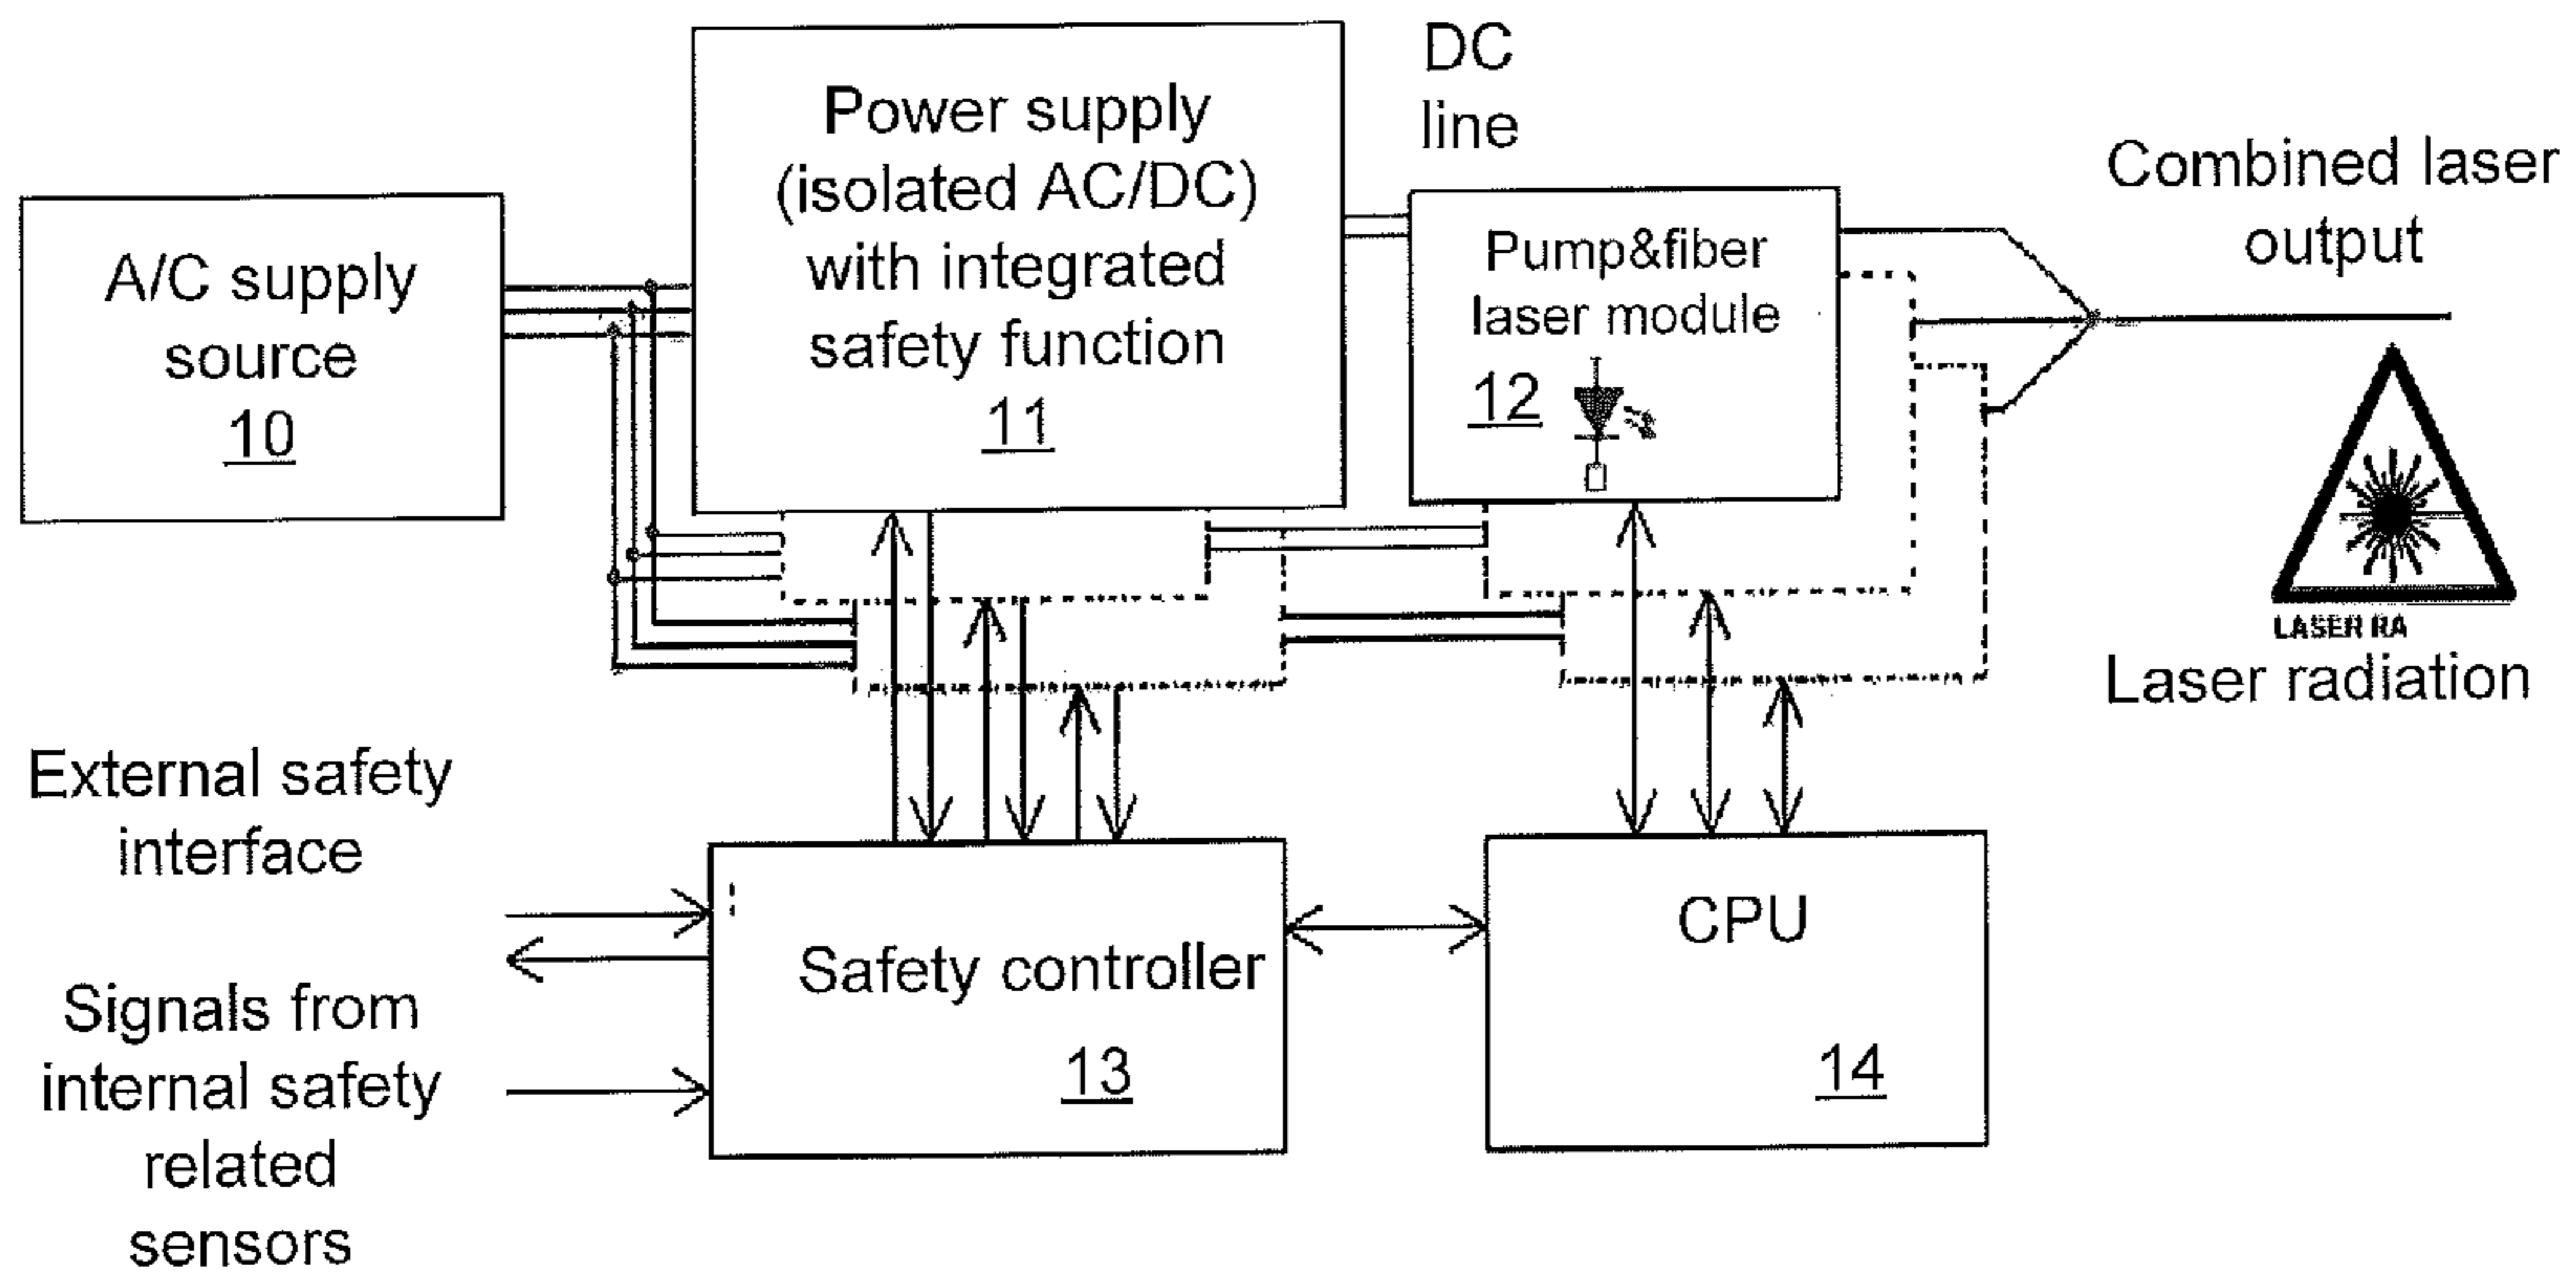 A/C supply
source
10
Power supply
(isolated AC/DC)
with integrated
safety function
11
DC
line
Pump&fiber
laser module
12
Combined laser
output
LASER RA
Laser radiation
External safety
interface
Signals from
internal safety
related
sensors
Safety controller
13
CPU
14